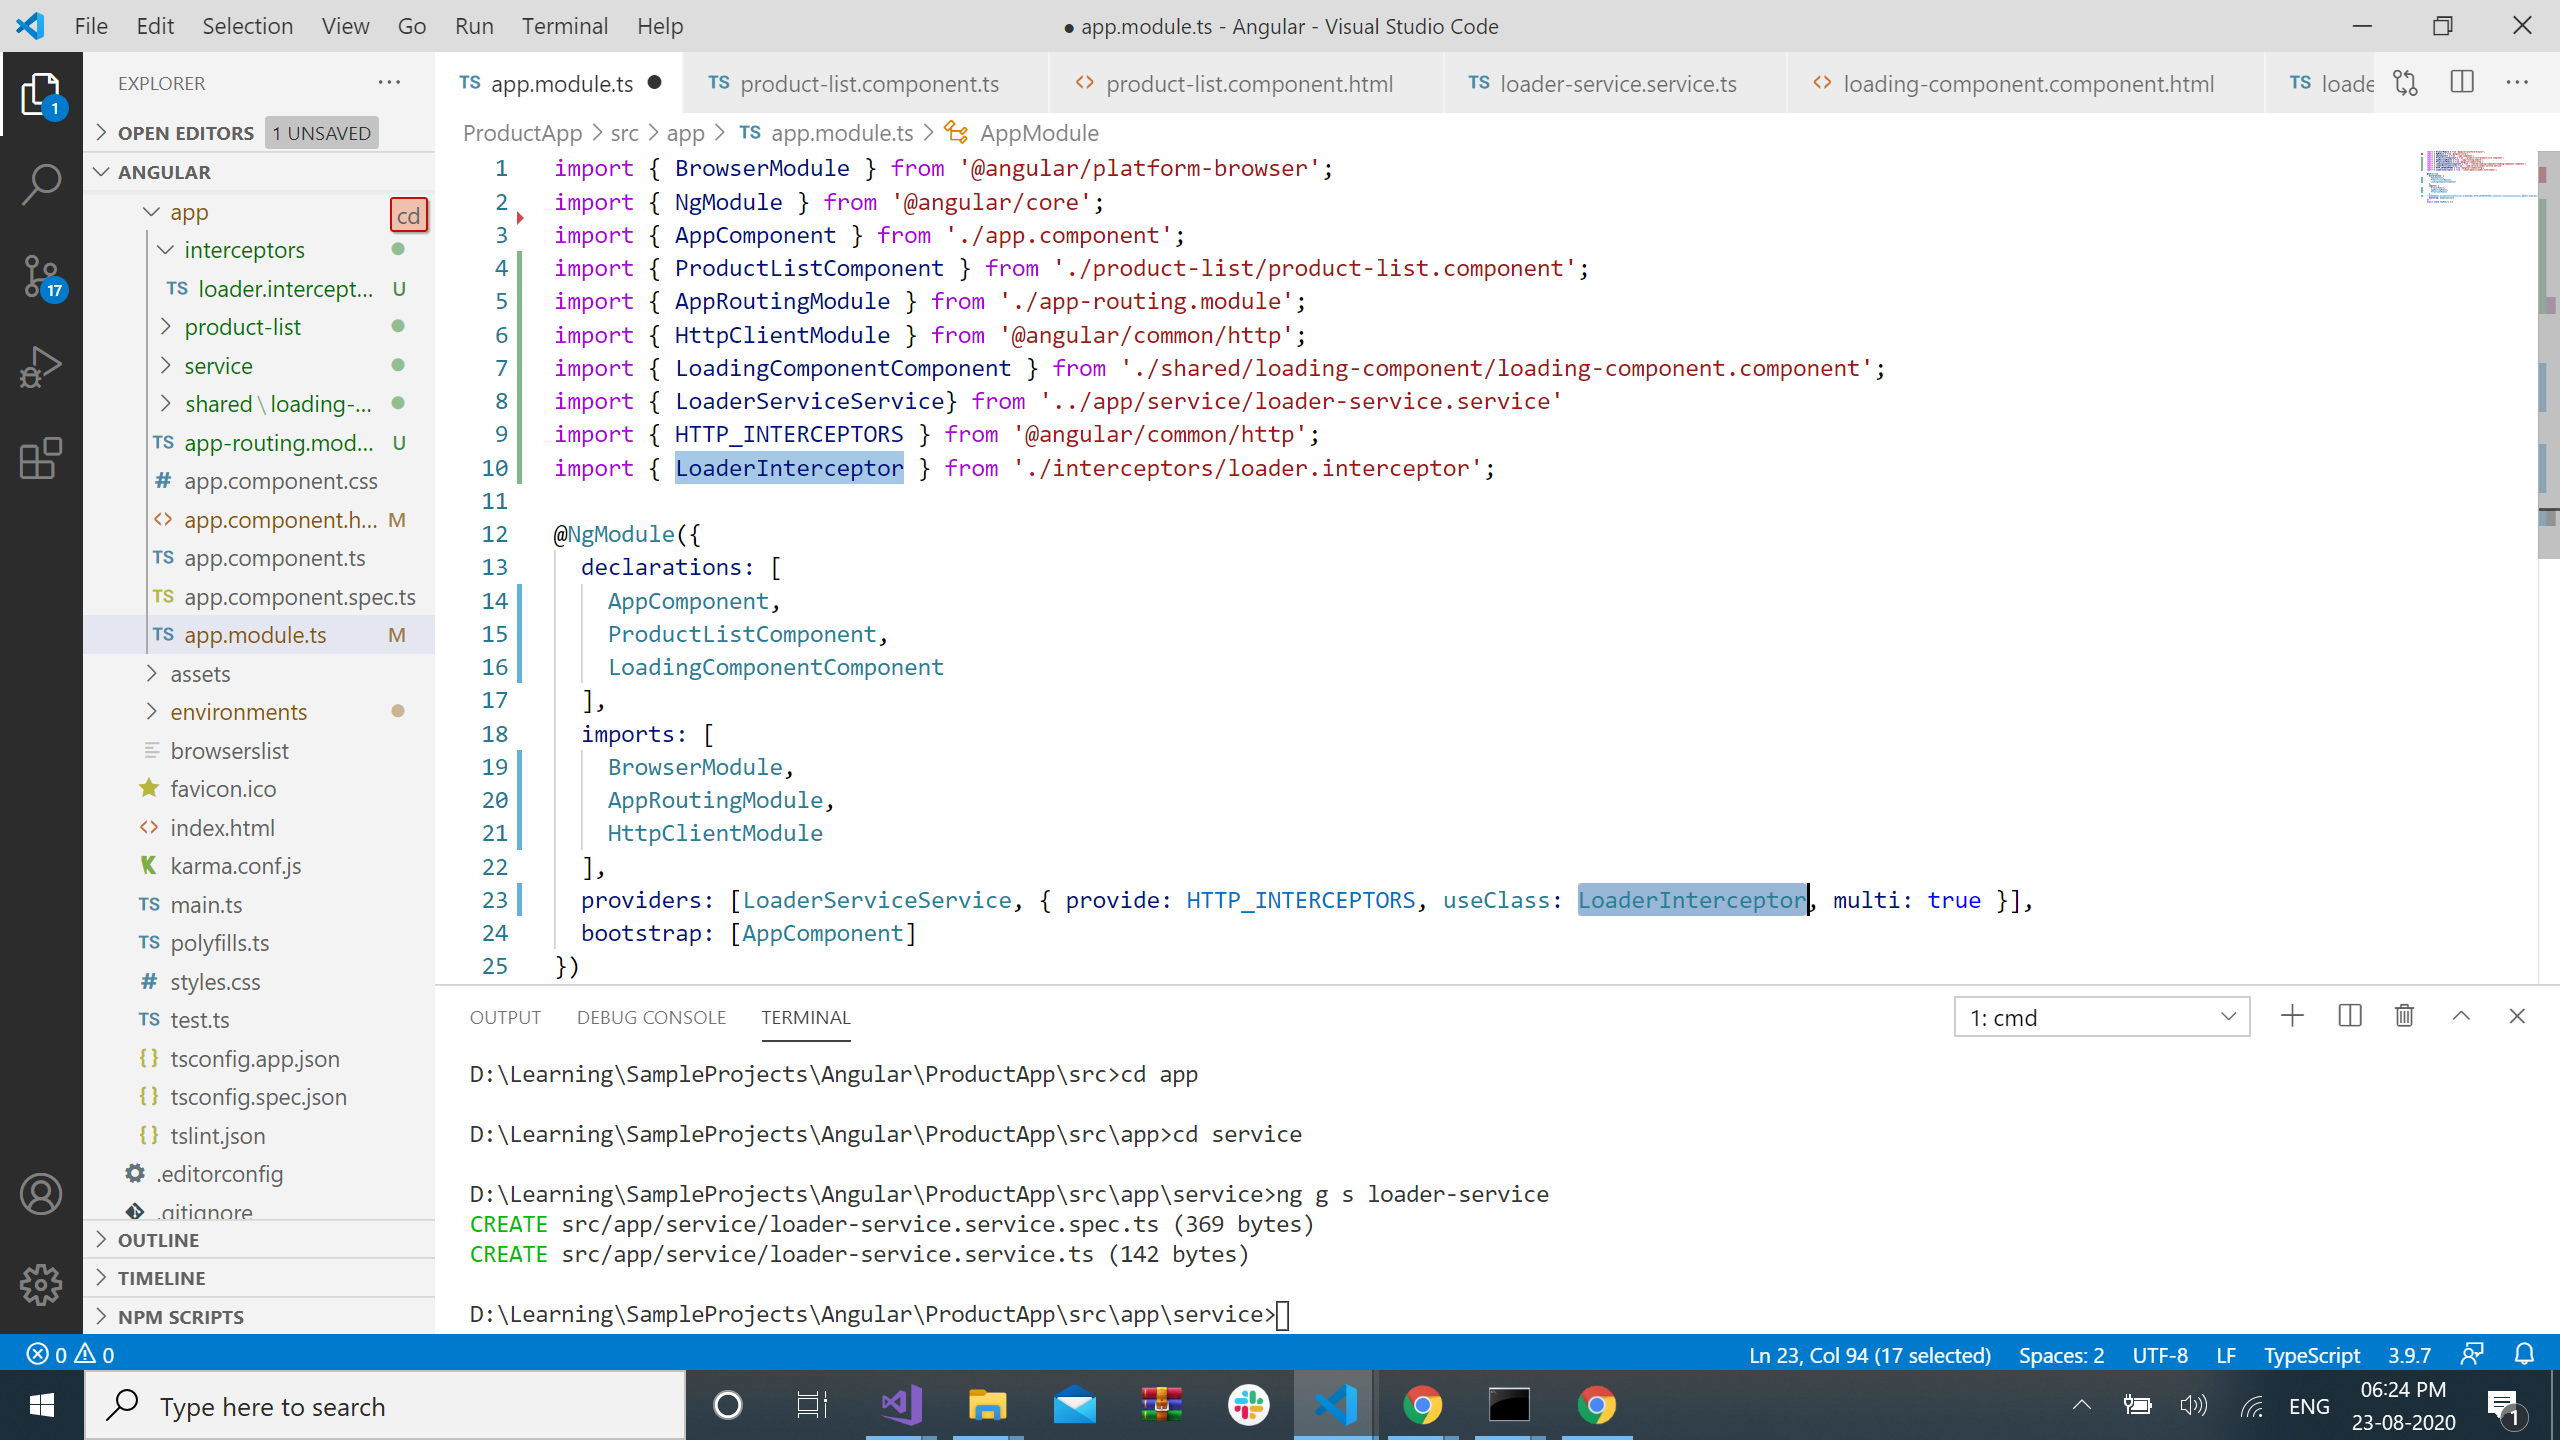 File Edit Selection View Go Run Terminal Help
● app.module.ts - Angular - Visual Studio Code
EXPLORER ···
1
17
OPEN EDITORS 1 UNSAVED
ANGULAR
app
cd
interceptors
TS loader.intercept... U
product-list
service
shared\loading-...
TS app-routing.mod... U
# app.component.css
<> app.component.h... M
TS app.component.ts
TS app.component.spec.ts
TS app.module.ts M
assets
environments
browserslist
favicon.ico
<> index.html
karma.conf.js
TS main.ts
TS polyfills.ts
# styles.css
TS test.ts
{} tsconfig.app.json
{} tsconfig.spec.json
{} tslint.json
.editorconfig
.gitignore
OUTLINE
TIMELINE
NPM SCRIPTS
TS app.module.ts ● TS product-list.component.ts <> product-list.component.html TS loader-service.service.ts <> loading-component.component.html TS loade
ProductApp > src > app > TS app.module.ts > AppModule
1 import { BrowserModule } from '@angular/platform-browser';
2 import { NgModule } from '@angular/core';
3 import { AppComponent } from './app.component';
4 import { ProductListComponent } from './product-list/product-list.component';
5 import { AppRoutingModule } from './app-routing.module';
6 import { HttpClientModule } from '@angular/common/http';
7 import { LoadingComponentComponent } from './shared/loading-component/loading-component.component';
8 import { LoaderServiceService} from '../app/service/loader-service.service'
9 import { HTTP_INTERCEPTORS } from '@angular/common/http';
10 import { LoaderInterceptor } from './interceptors/loader.interceptor';
11
12 @NgModule({
13 declarations: [
14 AppComponent,
15 ProductListComponent,
16 LoadingComponentComponent
17 ],
18 imports: [
19 BrowserModule,
20 AppRoutingModule,
21 HttpClientModule
22 ],
23 providers: [LoaderServiceService, { provide: HTTP_INTERCEPTORS, useClass: LoaderInterceptor, multi: true }],
24 bootstrap: [AppComponent]
25 })
OUTPUT DEBUG CONSOLE TERMINAL 1: cmd
D:\Learning\SampleProjects\Angular\ProductApp\src>cd app
D:\Learning\SampleProjects\Angular\ProductApp\src\app>cd service
D:\Learning\SampleProjects\Angular\ProductApp\src\app\service>ng g s loader-service
CREATE src/app/service/loader-service.service.spec.ts (369 bytes)
CREATE src/app/service/loader-service.service.ts (142 bytes)
D:\Learning\SampleProjects\Angular\ProductApp\src\app\service>
0 0 Ln 23, Col 94 (17 selected) Spaces: 2 UTF-8 LF TypeScript 3.9.7
Type here to search
ENG
06:24 PM
23-08-2020
1